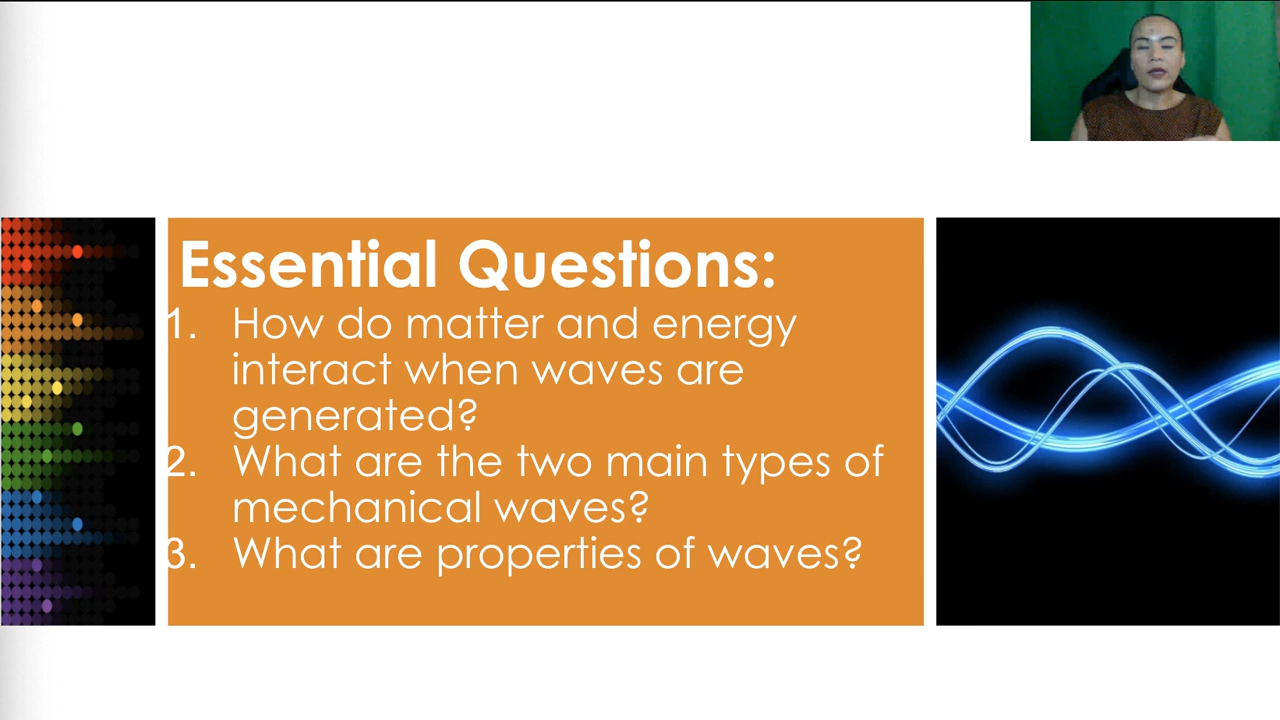 Essential Questions:
1. How do matter and energy
interact when waves are
generated?
2. What are the two main types of
mechanical waves?
3. What are properties of waves?